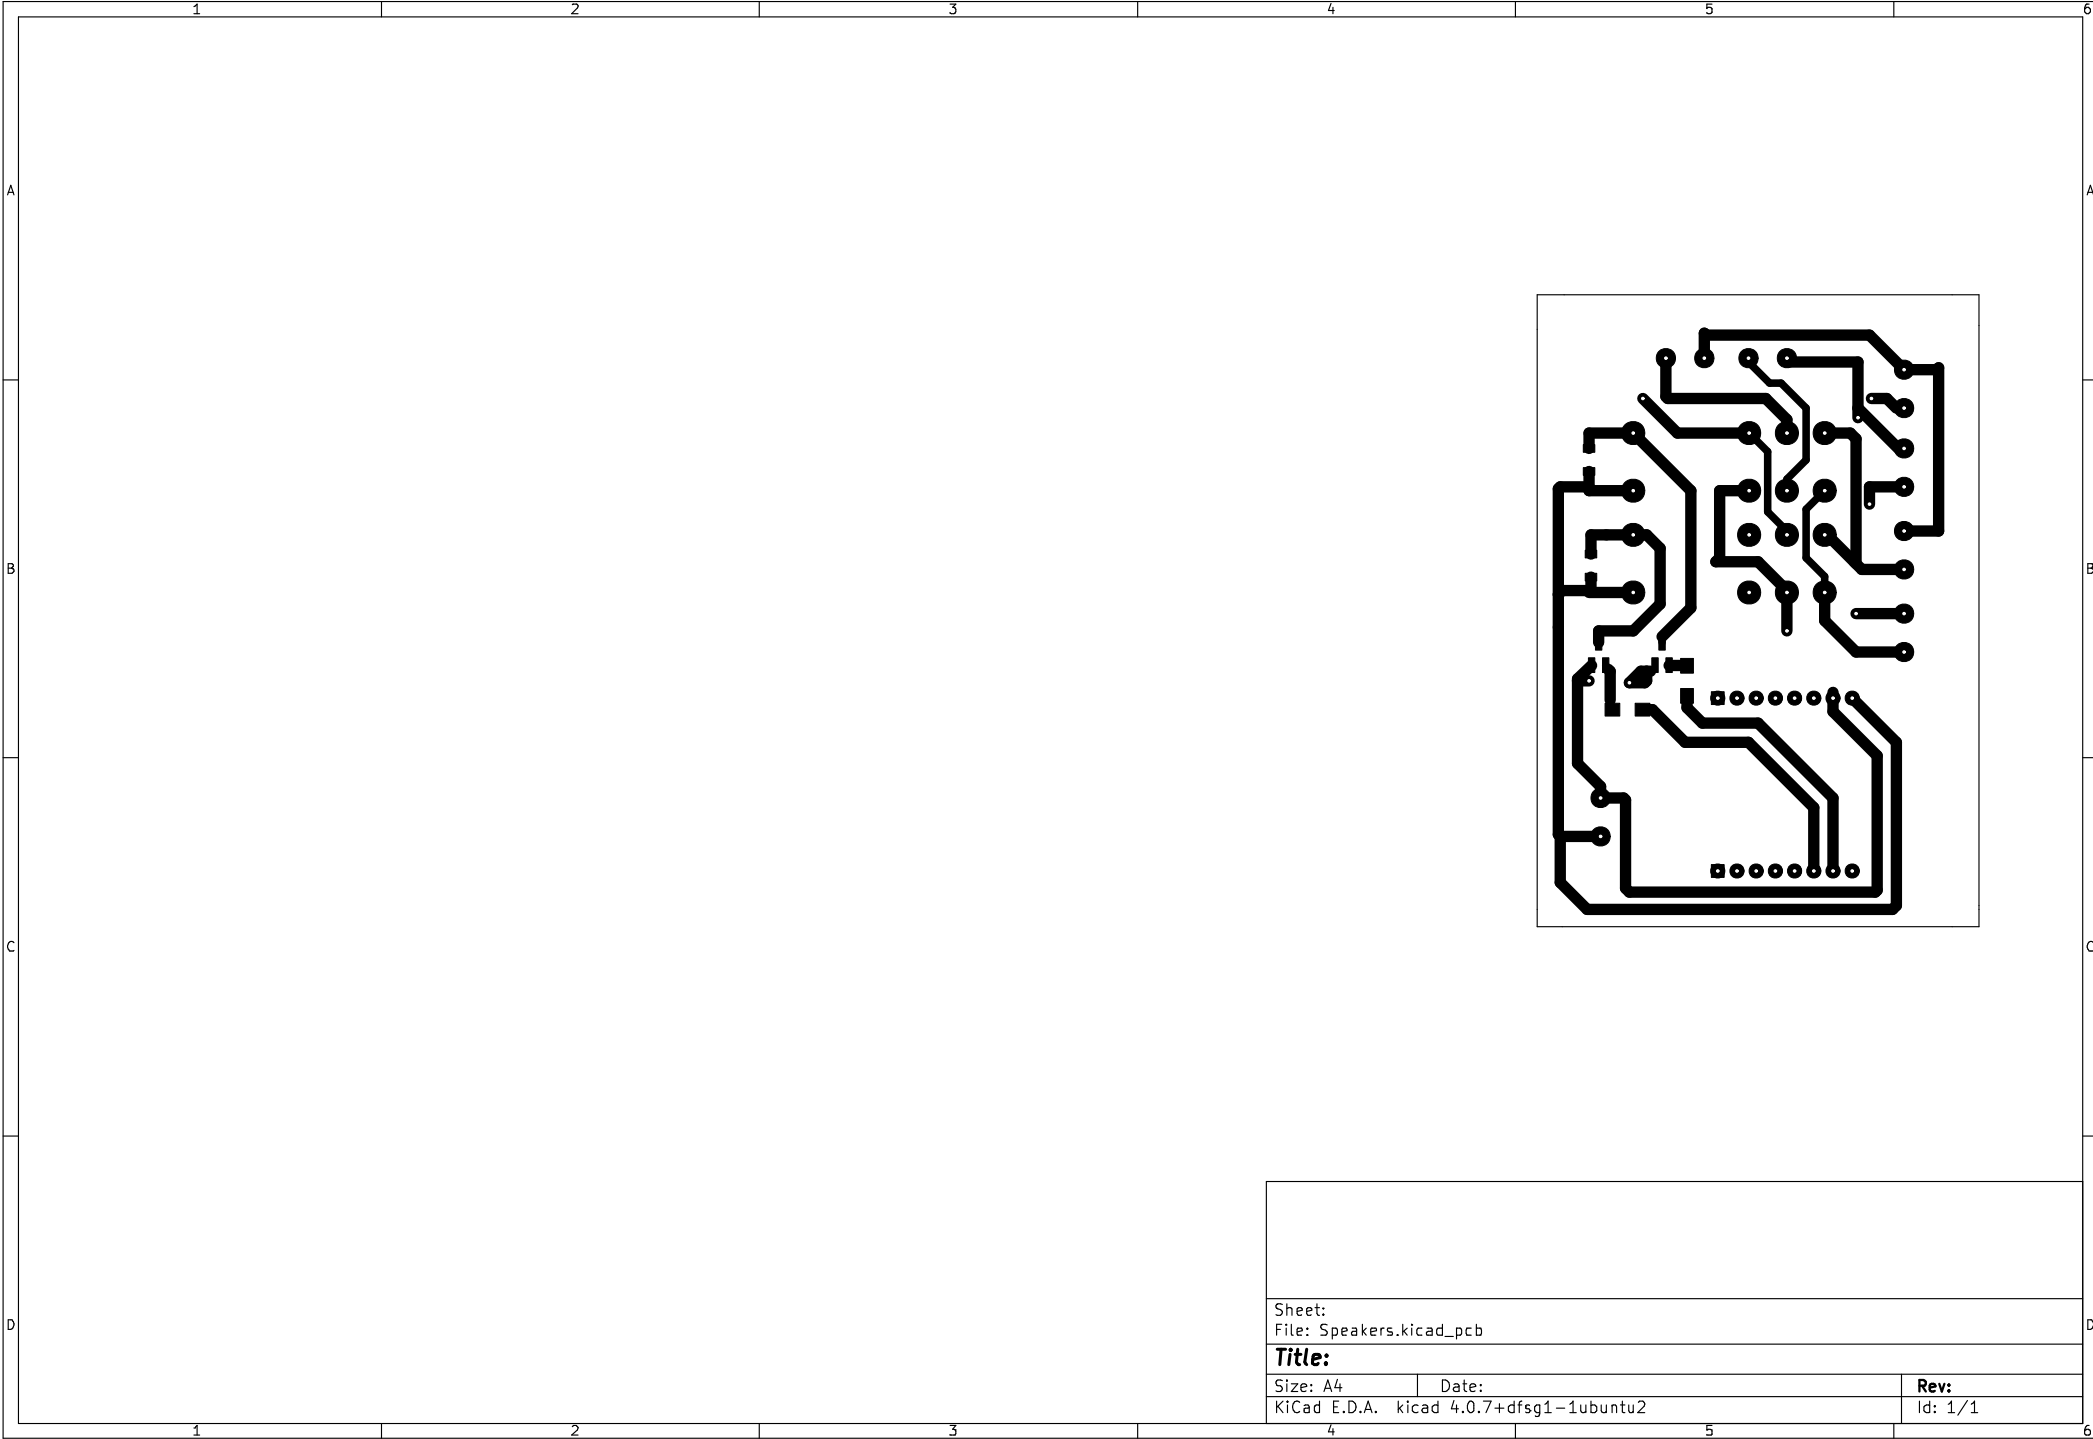 1 2 3 4 5 6
A A
B B
C C
D D
Sheet:
File: Speakers.kicad_pcb
Title:
Size: A4 Date: Rev:
KiCad E.D.A. kicad 4.0.7+dfsg1-1ubuntu2 Id: 1/1
1 2 3 4 5 6